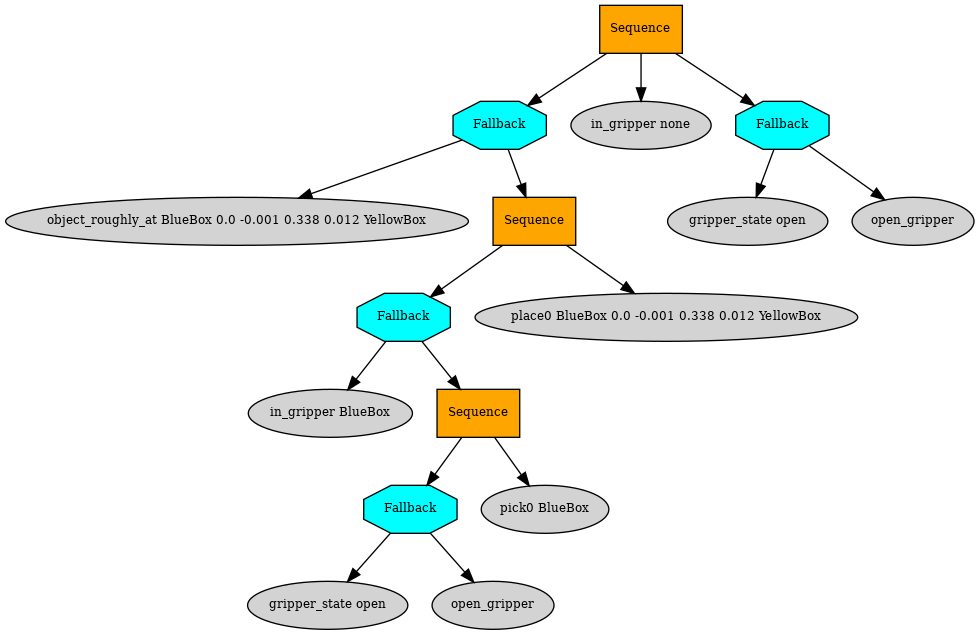 Sequence
Fallback
in_gripper none
Fallback
object_roughly_at BlueBox 0.0 -0.001 0.338 0.012 YellowBox
Sequence
gripper_state open
open_gripper
Fallback
place0 BlueBox 0.0 -0.001 0.338 0.012 YellowBox
in_gripper BlueBox
Sequence
Fallback
pick0 BlueBox
gripper_state open
open_gripper